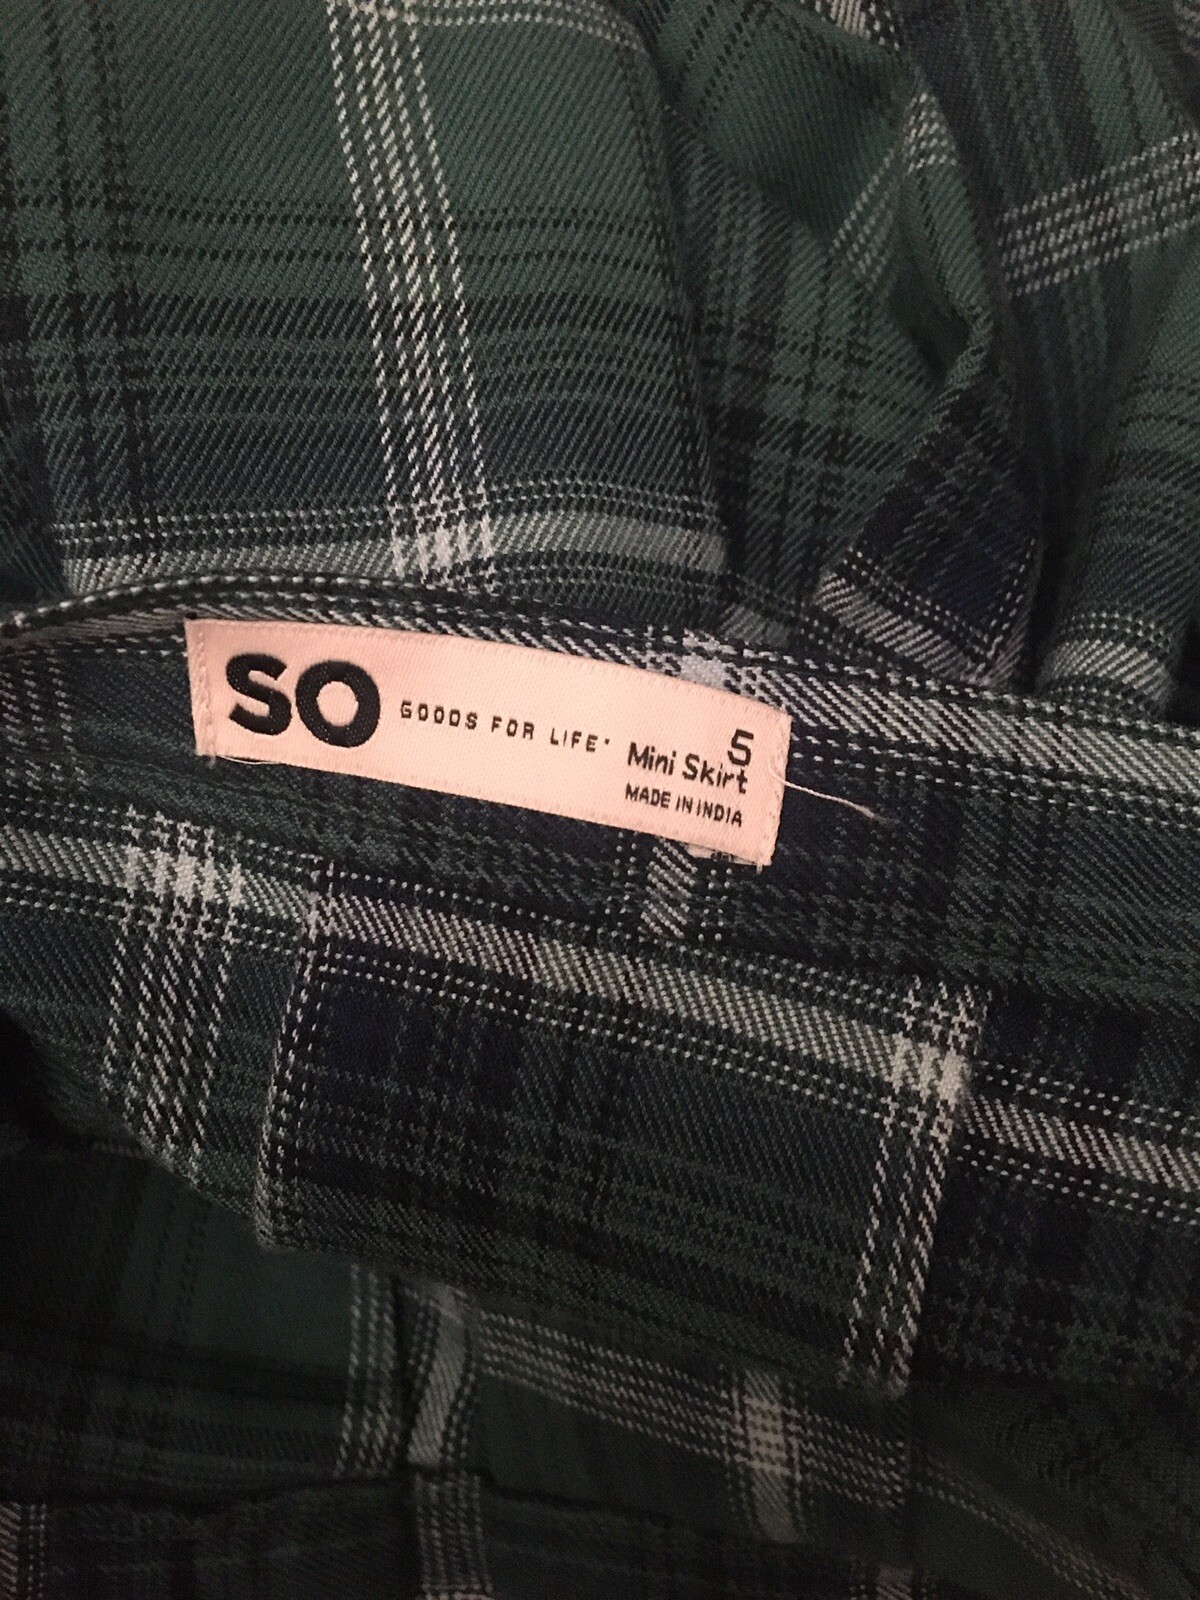 SO GOODS FOR LIFE
5
Mini Skirt
MADE IN INDIA